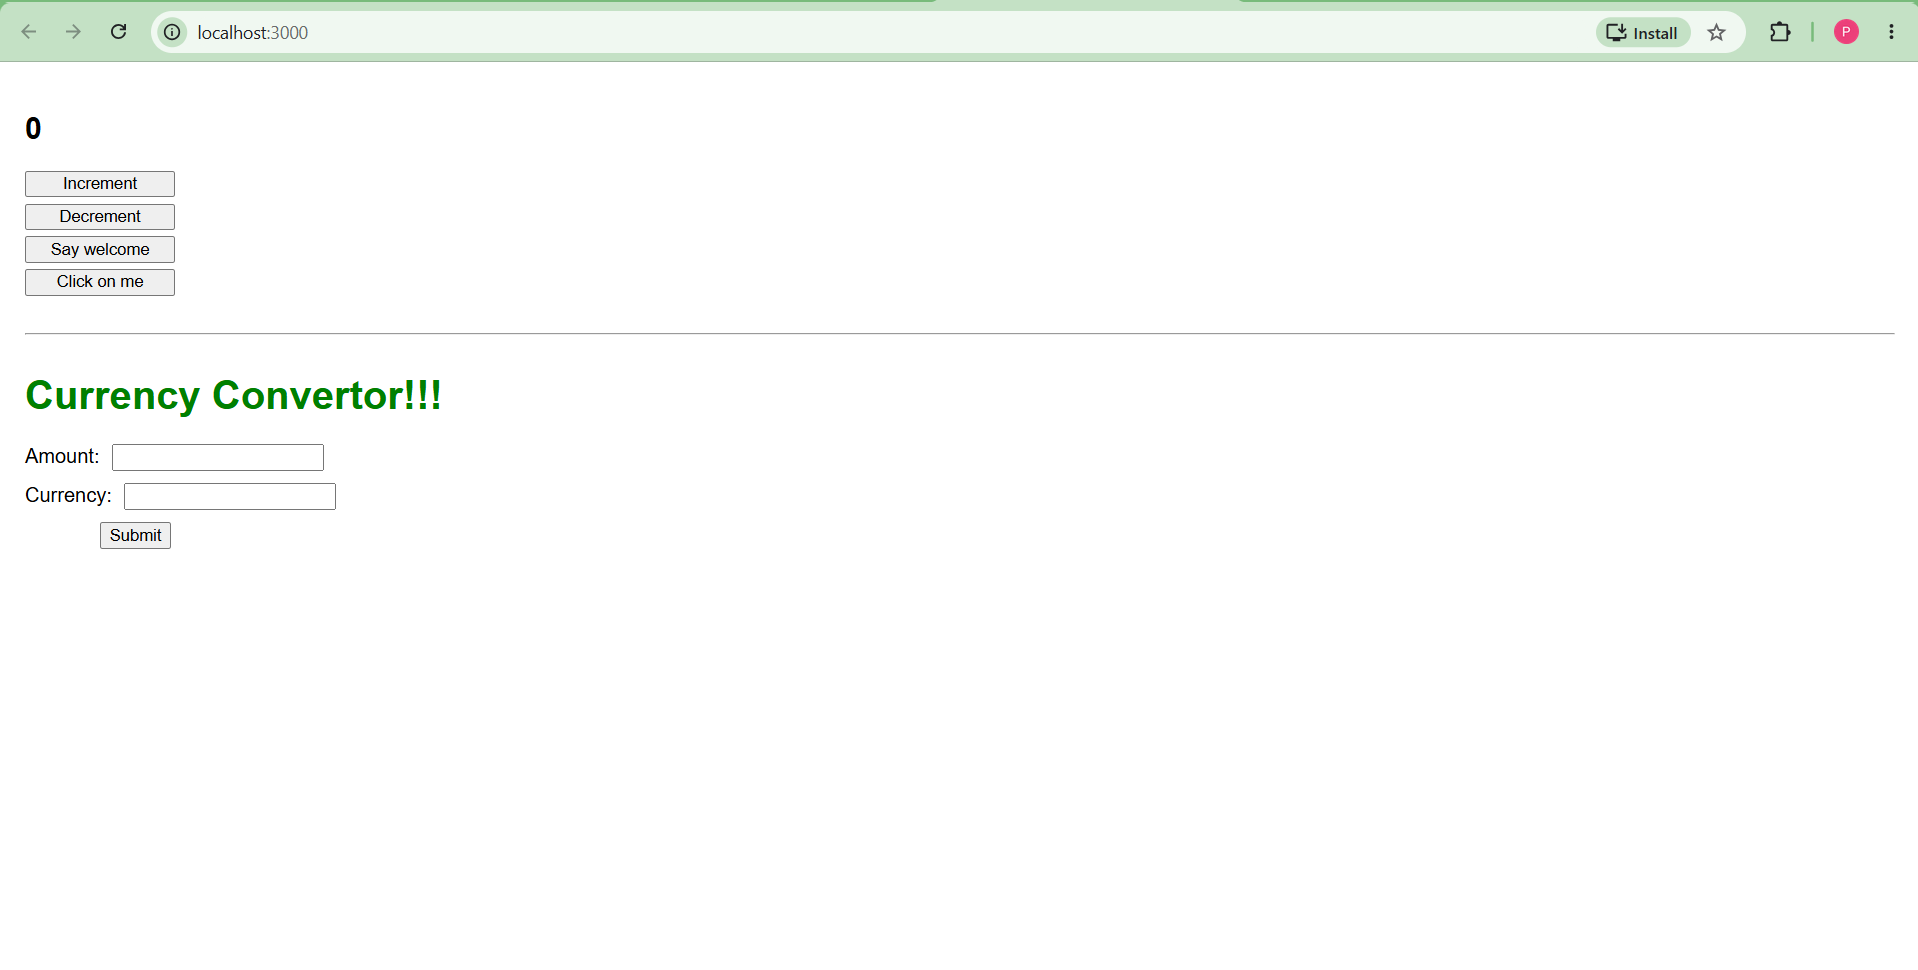 localhost:3000
Install
P
0
Increment
Decrement
Say welcome
Click on me
Currency Convertor!!!
Amount:
Currency:
Submit